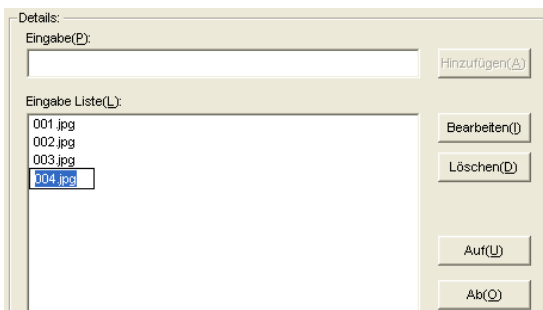 Details:
Eingabe(P):
Hinzufügen(A)
Eingabe Liste(L):
001.jpg
002.jpg
003.jpg
004.jpg
Bearbeiten(I)
Löschen(D)
Auf(U)
Ab(O)